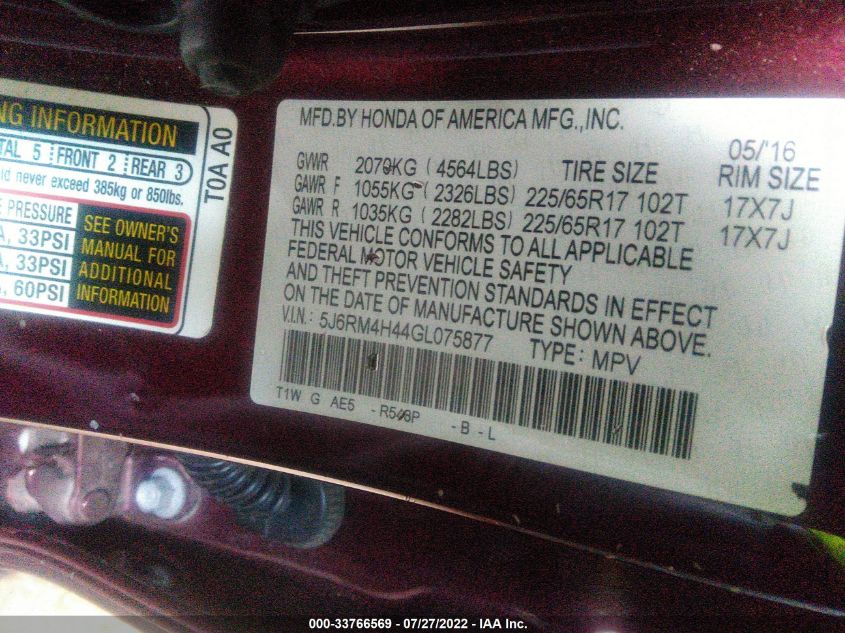 NG INFORMATION
TAL 5 FRONT 2 REAR 3
ld never exceed 385kg or 850lbs.
E PRESSURE
A, 33PSI
A, 33PSI
A, 60PSI
SEE OWNER'S
MANUAL FOR
ADDITIONAL
INFORMATION
T0A A0
MFD.BY HONDA OF AMERICA MFG.,INC.
05/'16
GVWR 2070KG (4564LBS) TIRE SIZE RIM SIZE
GAWR F 1055KG (2326LBS) 225/65R17 102T 17X7J
GAWR R 1035KG (2282LBS) 225/65R17 102T 17X7J
THIS VEHICLE CONFORMS TO ALL APPLICABLE
FEDERAL MOTOR VEHICLE SAFETY
AND THEFT PREVENTION STANDARDS IN EFFECT
ON THE DATE OF MANUFACTURE SHOWN ABOVE.
V.I.N.: 5J6RM4H44GL075877 TYPE: MPV
T1W G AE5 -R548P -B-L
000-33766569 / 07/27/2022 - IAA Inc.